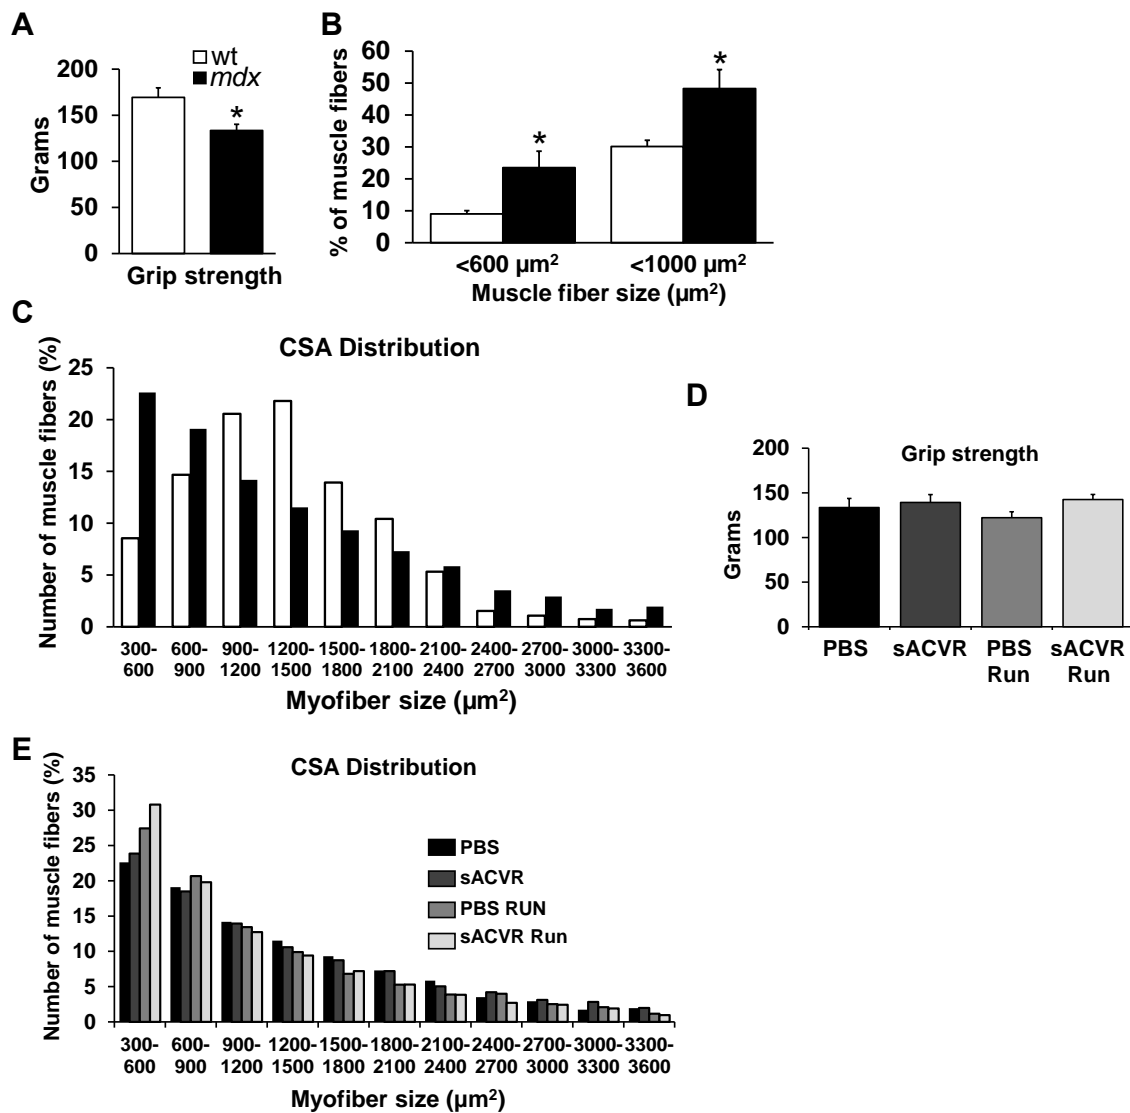 A
wt
mdx
200
150
100
50
0
Grams
*
Grip strength
B
60
50
40
30
20
10
0
% of muscle fibers
*
*
<600 µm²
<1000 µm²
Muscle fiber size (µm²)
C
CSA Distribution
25
20
15
10
5
0
Number of muscle fibers (%)
300- 600- 900- 1200- 1500- 1800- 2100- 2400- 2700- 3000- 3300-
600 900 1200 1500 1800 2100 2400 2700 3000 3300 3600
Myofiber size (µm²)
D
Grip strength
200
150
100
50
0
Grams
PBS sACVR PBS sACVR
Run Run
E
CSA Distribution
35
30
25
20
15
10
5
0
Number of muscle fibers (%)
PBS
sACVR
PBS RUN
sACVR Run
300- 600- 900- 1200- 1500- 1800- 2100- 2400- 2700- 3000- 3300-
600 900 1200 1500 1800 2100 2400 2700 3000 3300 3600
Myofiber size (µm²)